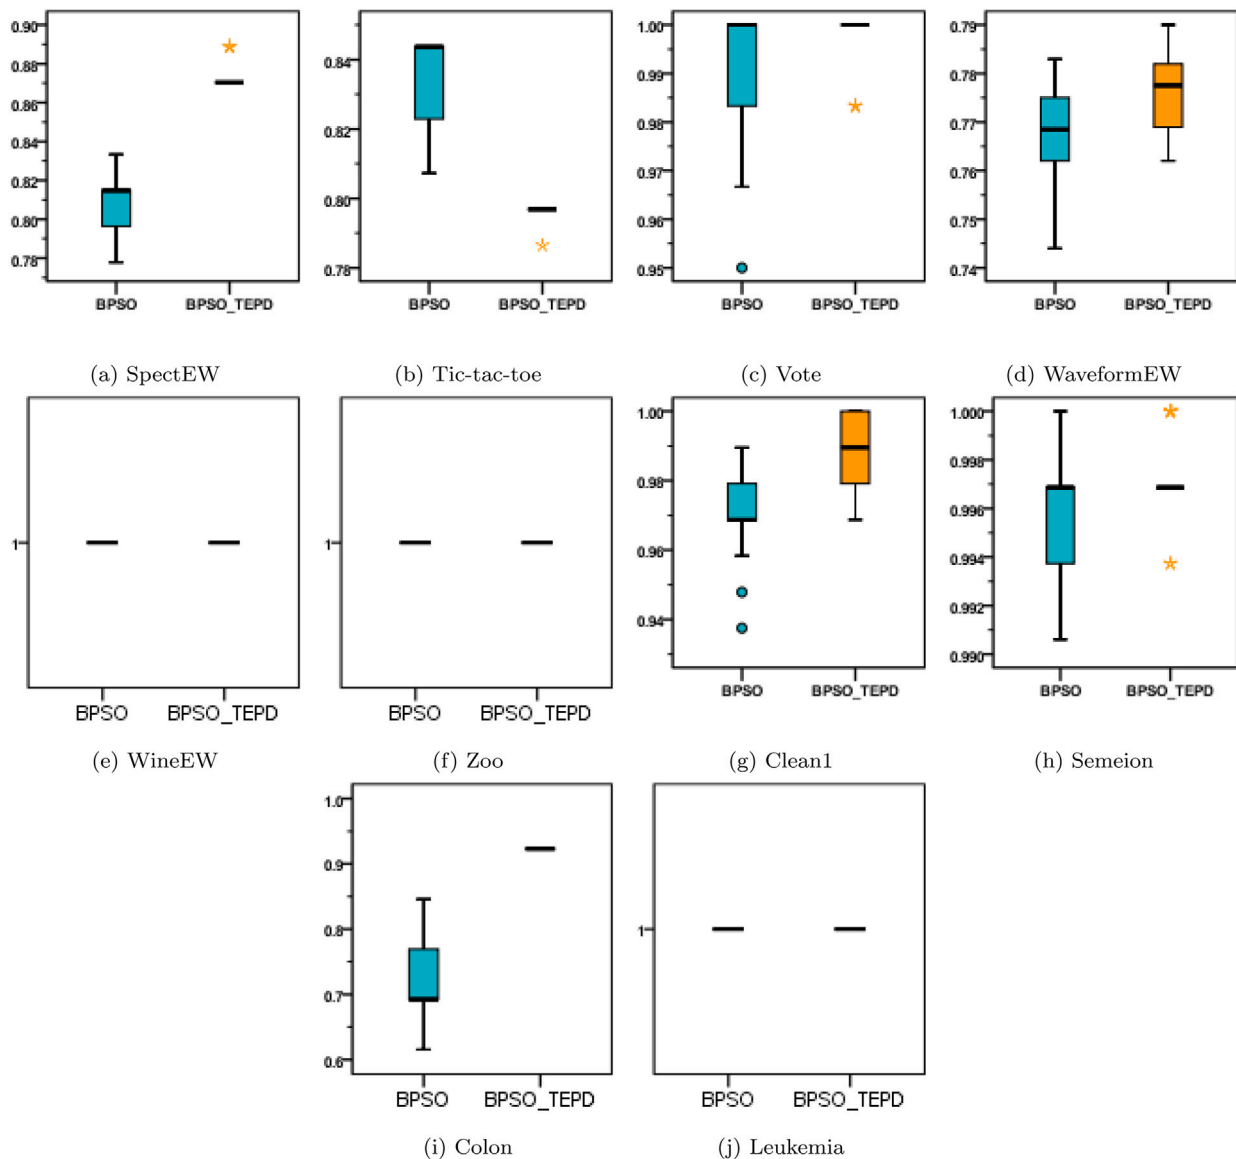 0.90
0.88
0.86
0.84
0.82
0.80
0.78
BPSO BPSO_TEPD
(a) SpectEW
0.84
0.82
0.80
0.78
BPSO BPSO_TEPD
(b) Tic-tac-toe
1.00
0.99
0.98
0.97
0.96
0.95
BPSO BPSO_TEPD
(c) Vote
0.79
0.78
0.77
0.76
0.75
0.74
BPSO BPSO_TEPD
(d) WaveformEW
1
BPSO BPSO_TEPD
(e) WineEW
1
BPSO BPSO_TEPD
(f) Zoo
1.00
0.98
0.96
0.94
BPSO BPSO_TEPD
(g) Clean1
1.000
0.998
0.996
0.994
0.992
0.990
BPSO BPSO_TEPD
(h) Semeion
1.0
0.9
0.8
0.7
0.6
BPSO BPSO_TEPD
(i) Colon
1
BPSO BPSO_TEPD
(j) Leukemia